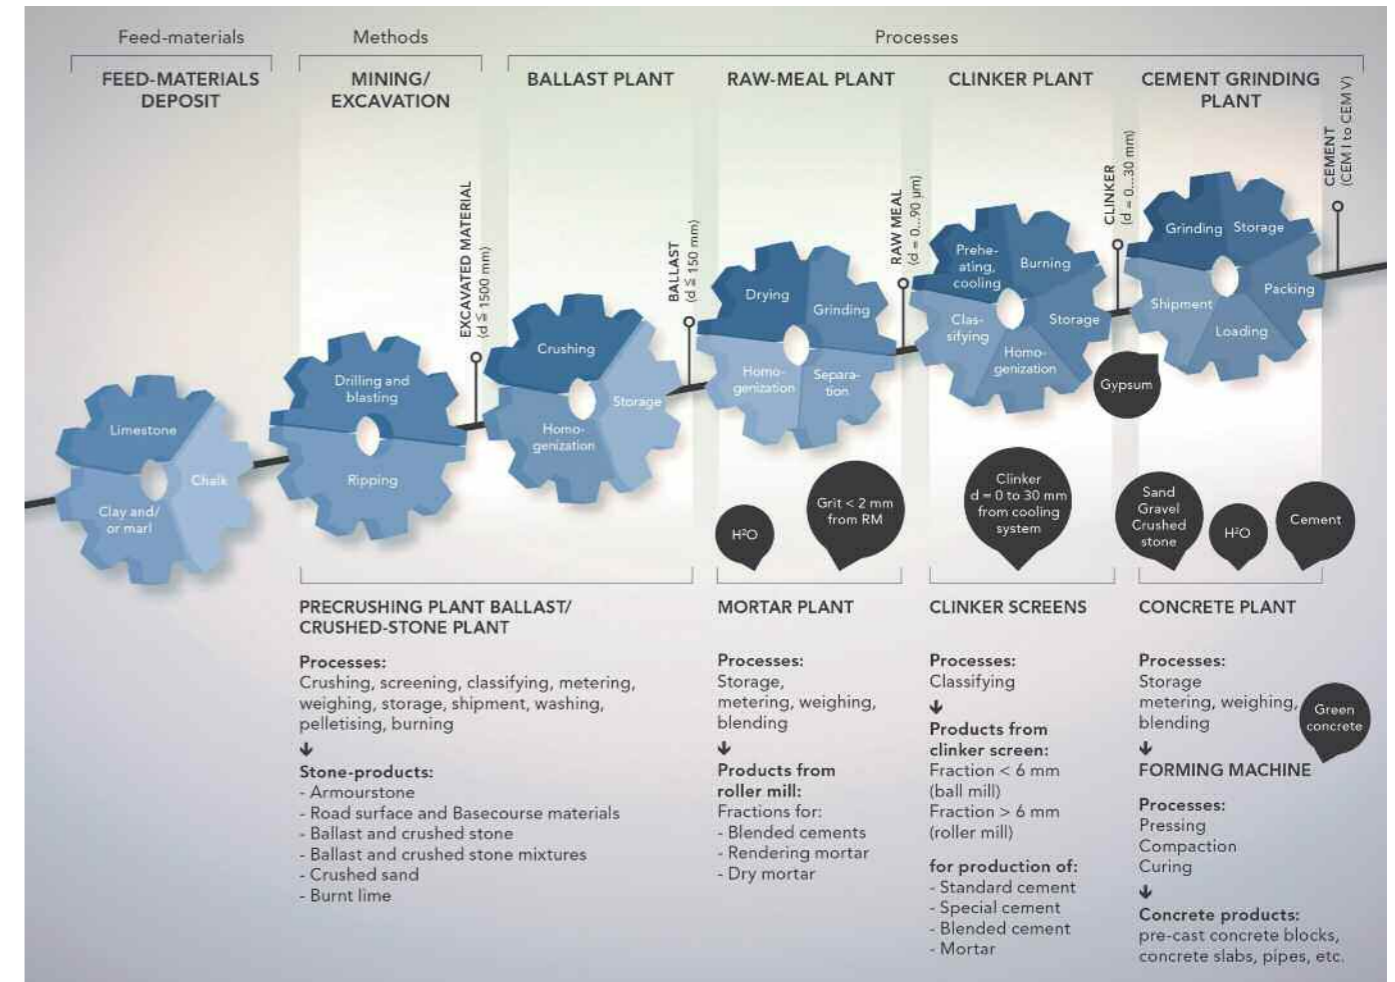 Feed-materials
Methods
Processes
FEED-MATERIALS
DEPOSIT
MINING/
EXCAVATION
BALLAST PLANT
RAW-MEAL PLANT
CLINKER PLANT
CEMENT GRINDING
PLANT
Limestone
Chalk
Clay and/
or marl
Drilling and
blasting
Ripping
EXCAVATED MATERIAL
(d ≦ 1500 mm)
Crushing
Storage
Homo-
genization
BALLAST
(d ≦ 150 mm)
Drying
Grinding
Homo-
genization
Separa-
tion
RAW MEAL
(d = 0...90 µm)
Prehe-
ating,
cooling
Burning
Storage
Clas-
sifying
Homo-
genization
CLINKER
(d = 0...30 mm)
Grinding
Storage
Packing
Shipment
Loading
CEMENT
(CEM I to CEM V)
Gypsum
H²O
Grit < 2 mm
from RM
Clinker
d = 0 to 30 mm
from cooling
system
Sand
Gravel
Crushed
stone
H²O
Cement
PRECRUSHING PLANT BALLAST/
CRUSHED-STONE PLANT
Processes:
Crushing, screening, classifying, metering,
weighing, storage, shipment, washing,
pelletising, burning
Stone-products:
- Armourstone
- Road surface and Basecourse materials
- Ballast and crushed stone
- Ballast and crushed stone mixtures
- Crushed sand
- Burnt lime
MORTAR PLANT
Processes:
Storage,
metering, weighing,
blending
Products from
roller mill:
Fractions for:
- Blended cements
- Rendering mortar
- Dry mortar
CLINKER SCREENS
Processes:
Classifying
Products from
clinker screen:
Fraction < 6 mm
(ball mill)
Fraction > 6 mm
(roller mill)
for production of:
- Standard cement
- Special cement
- Blended cement
- Mortar
CONCRETE PLANT
Processes:
Storage
metering, weighing,
blending
Green
concrete
FORMING MACHINE
Processes:
Pressing
Compaction
Curing
Concrete products:
pre-cast concrete blocks,
concrete slabs, pipes, etc.